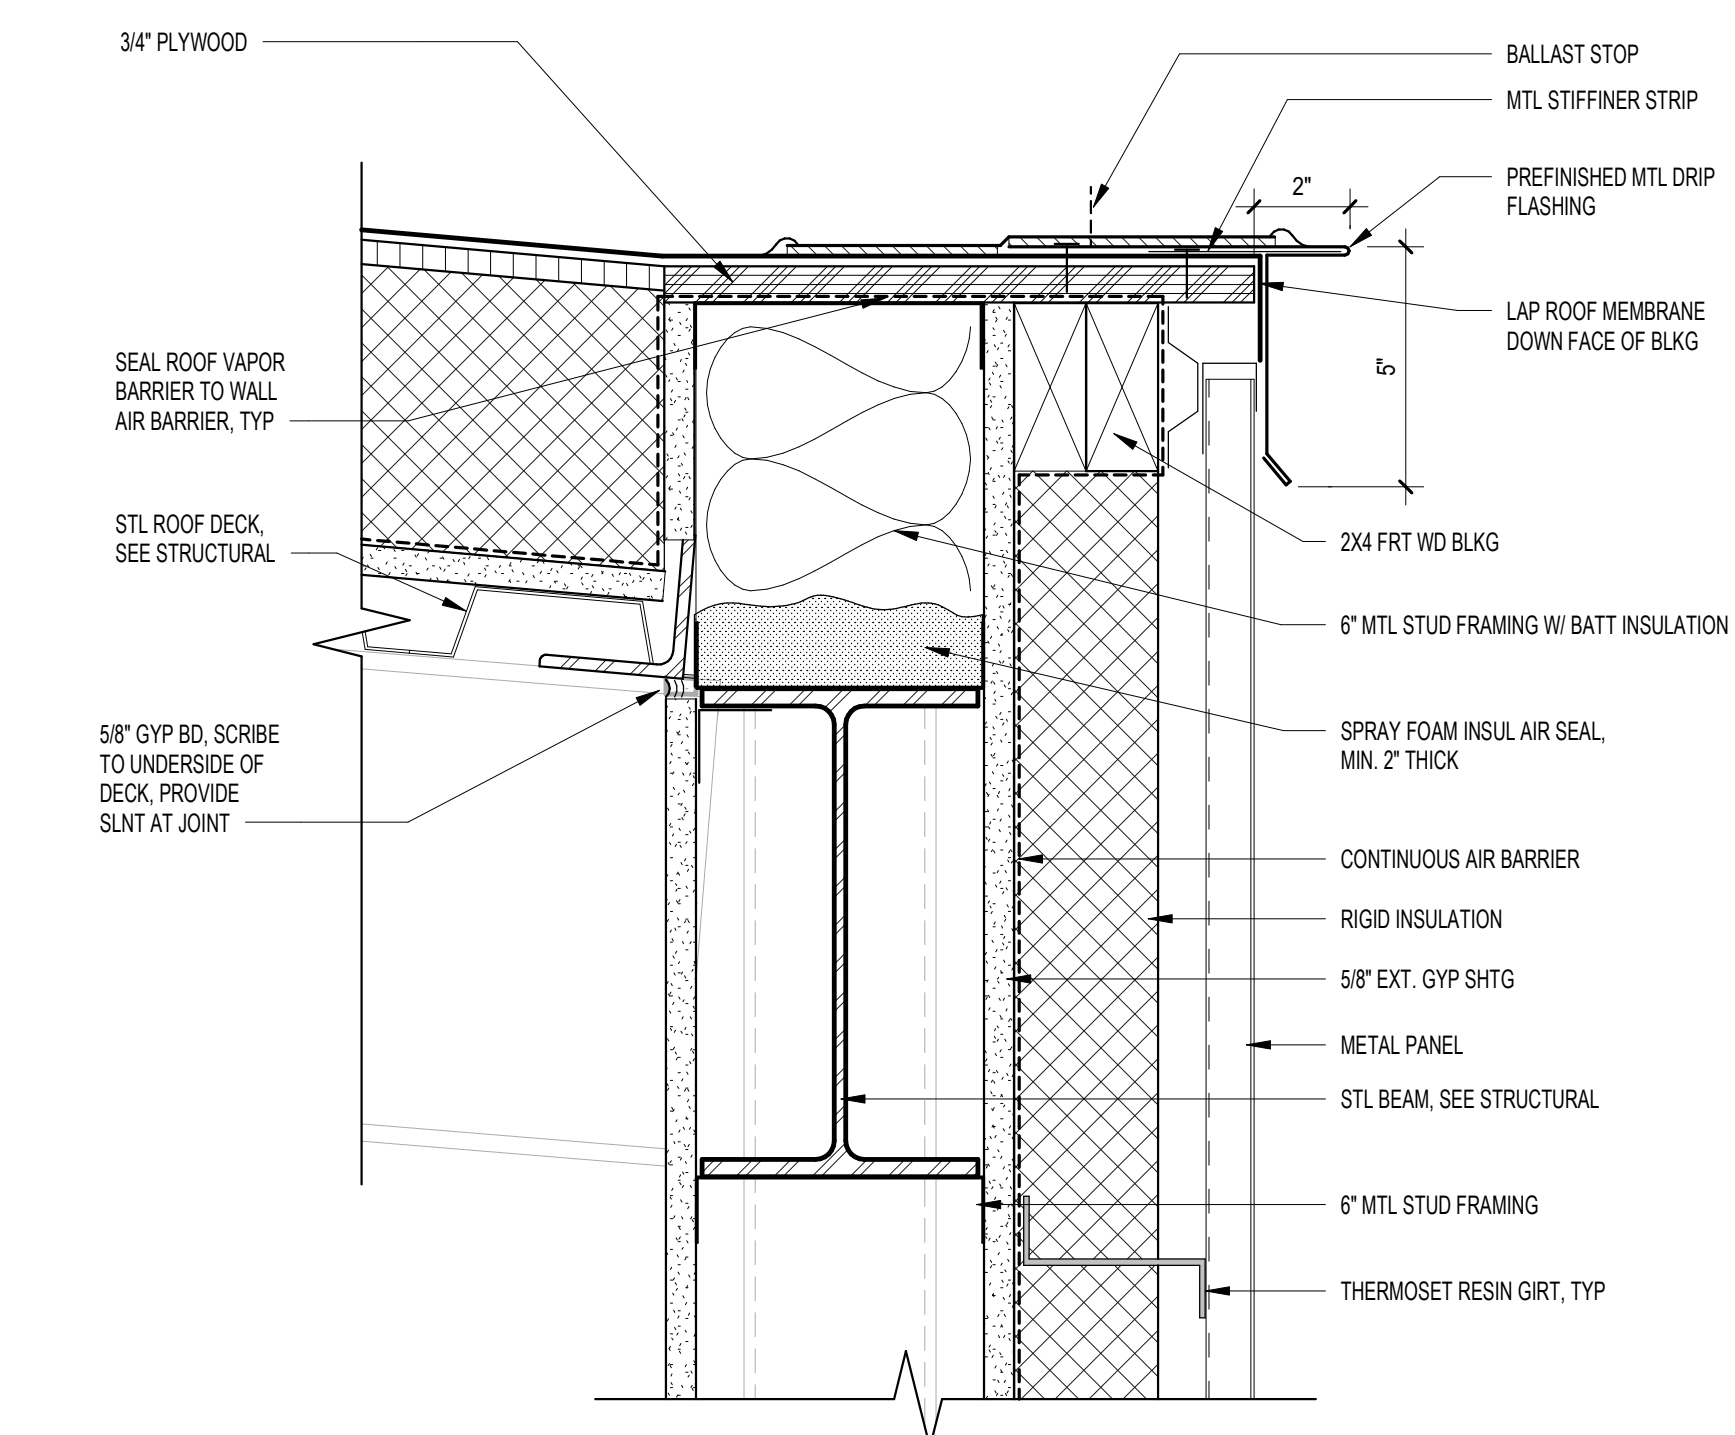 3/4" PLYWOOD
SEAL ROOF VAPOR
BARRIER TO WALL
AIR BARRIER, TYP
STL ROOF DECK,
SEE STRUCTURAL
5/8" GYP BD, SCRIBE
TO UNDERSIDE OF
DECK, PROVIDE
SLNT AT JOINT
BALLAST STOP
MTL STIFFINER STRIP
PREFINISHED MTL DRIP
FLASHING
2"
5"
LAP ROOF MEMBRANE
DOWN FACE OF BLKG
2X4 FRT WD BLKG
6" MTL STUD FRAMING W/ BATT INSULATION
SPRAY FOAM INSUL AIR SEAL,
MIN. 2" THICK
CONTINUOUS AIR BARRIER
RIGID INSULATION
5/8" EXT. GYP SHTG
METAL PANEL
STL BEAM, SEE STRUCTURAL
6" MTL STUD FRAMING
THERMOSET RESIN GIRT, TYP